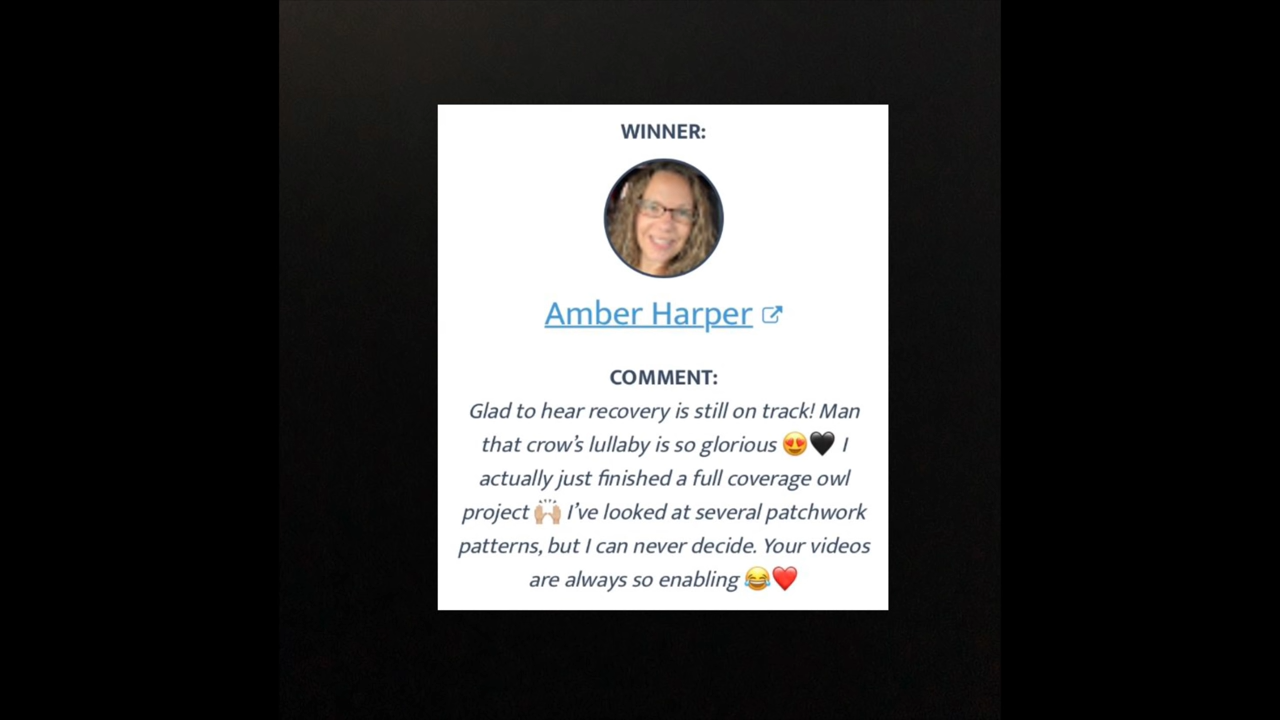 WINNER:
Amber Harper
COMMENT:
Glad to hear recovery is still on track! Man
that crow’s lullaby is so glorious 😍🖤 I
actually just finished a full coverage owl
project 🙌🏼 I’ve looked at several patchwork
patterns, but I can never decide. Your videos
are always so enabling 😂❤️